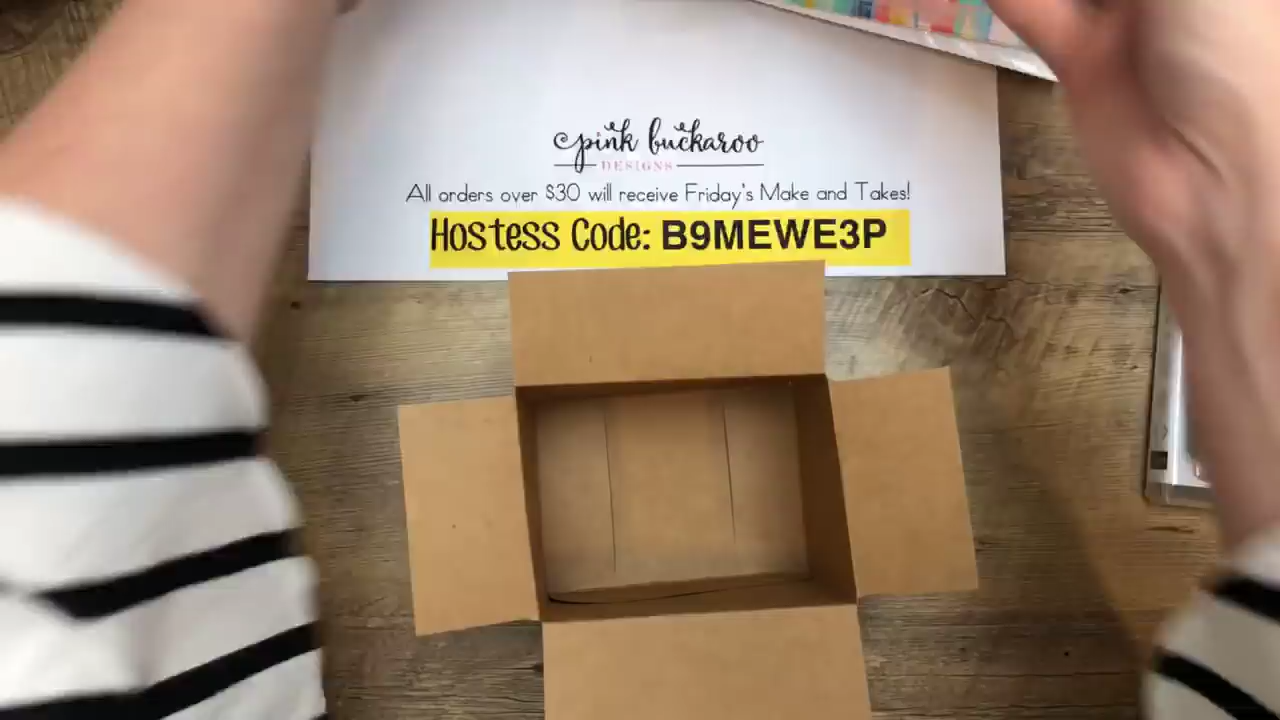 pink buckaroo
DESIGNS
All orders over $30 will receive Friday's Make and Takes!
Hostess Code: B9MEWE3P